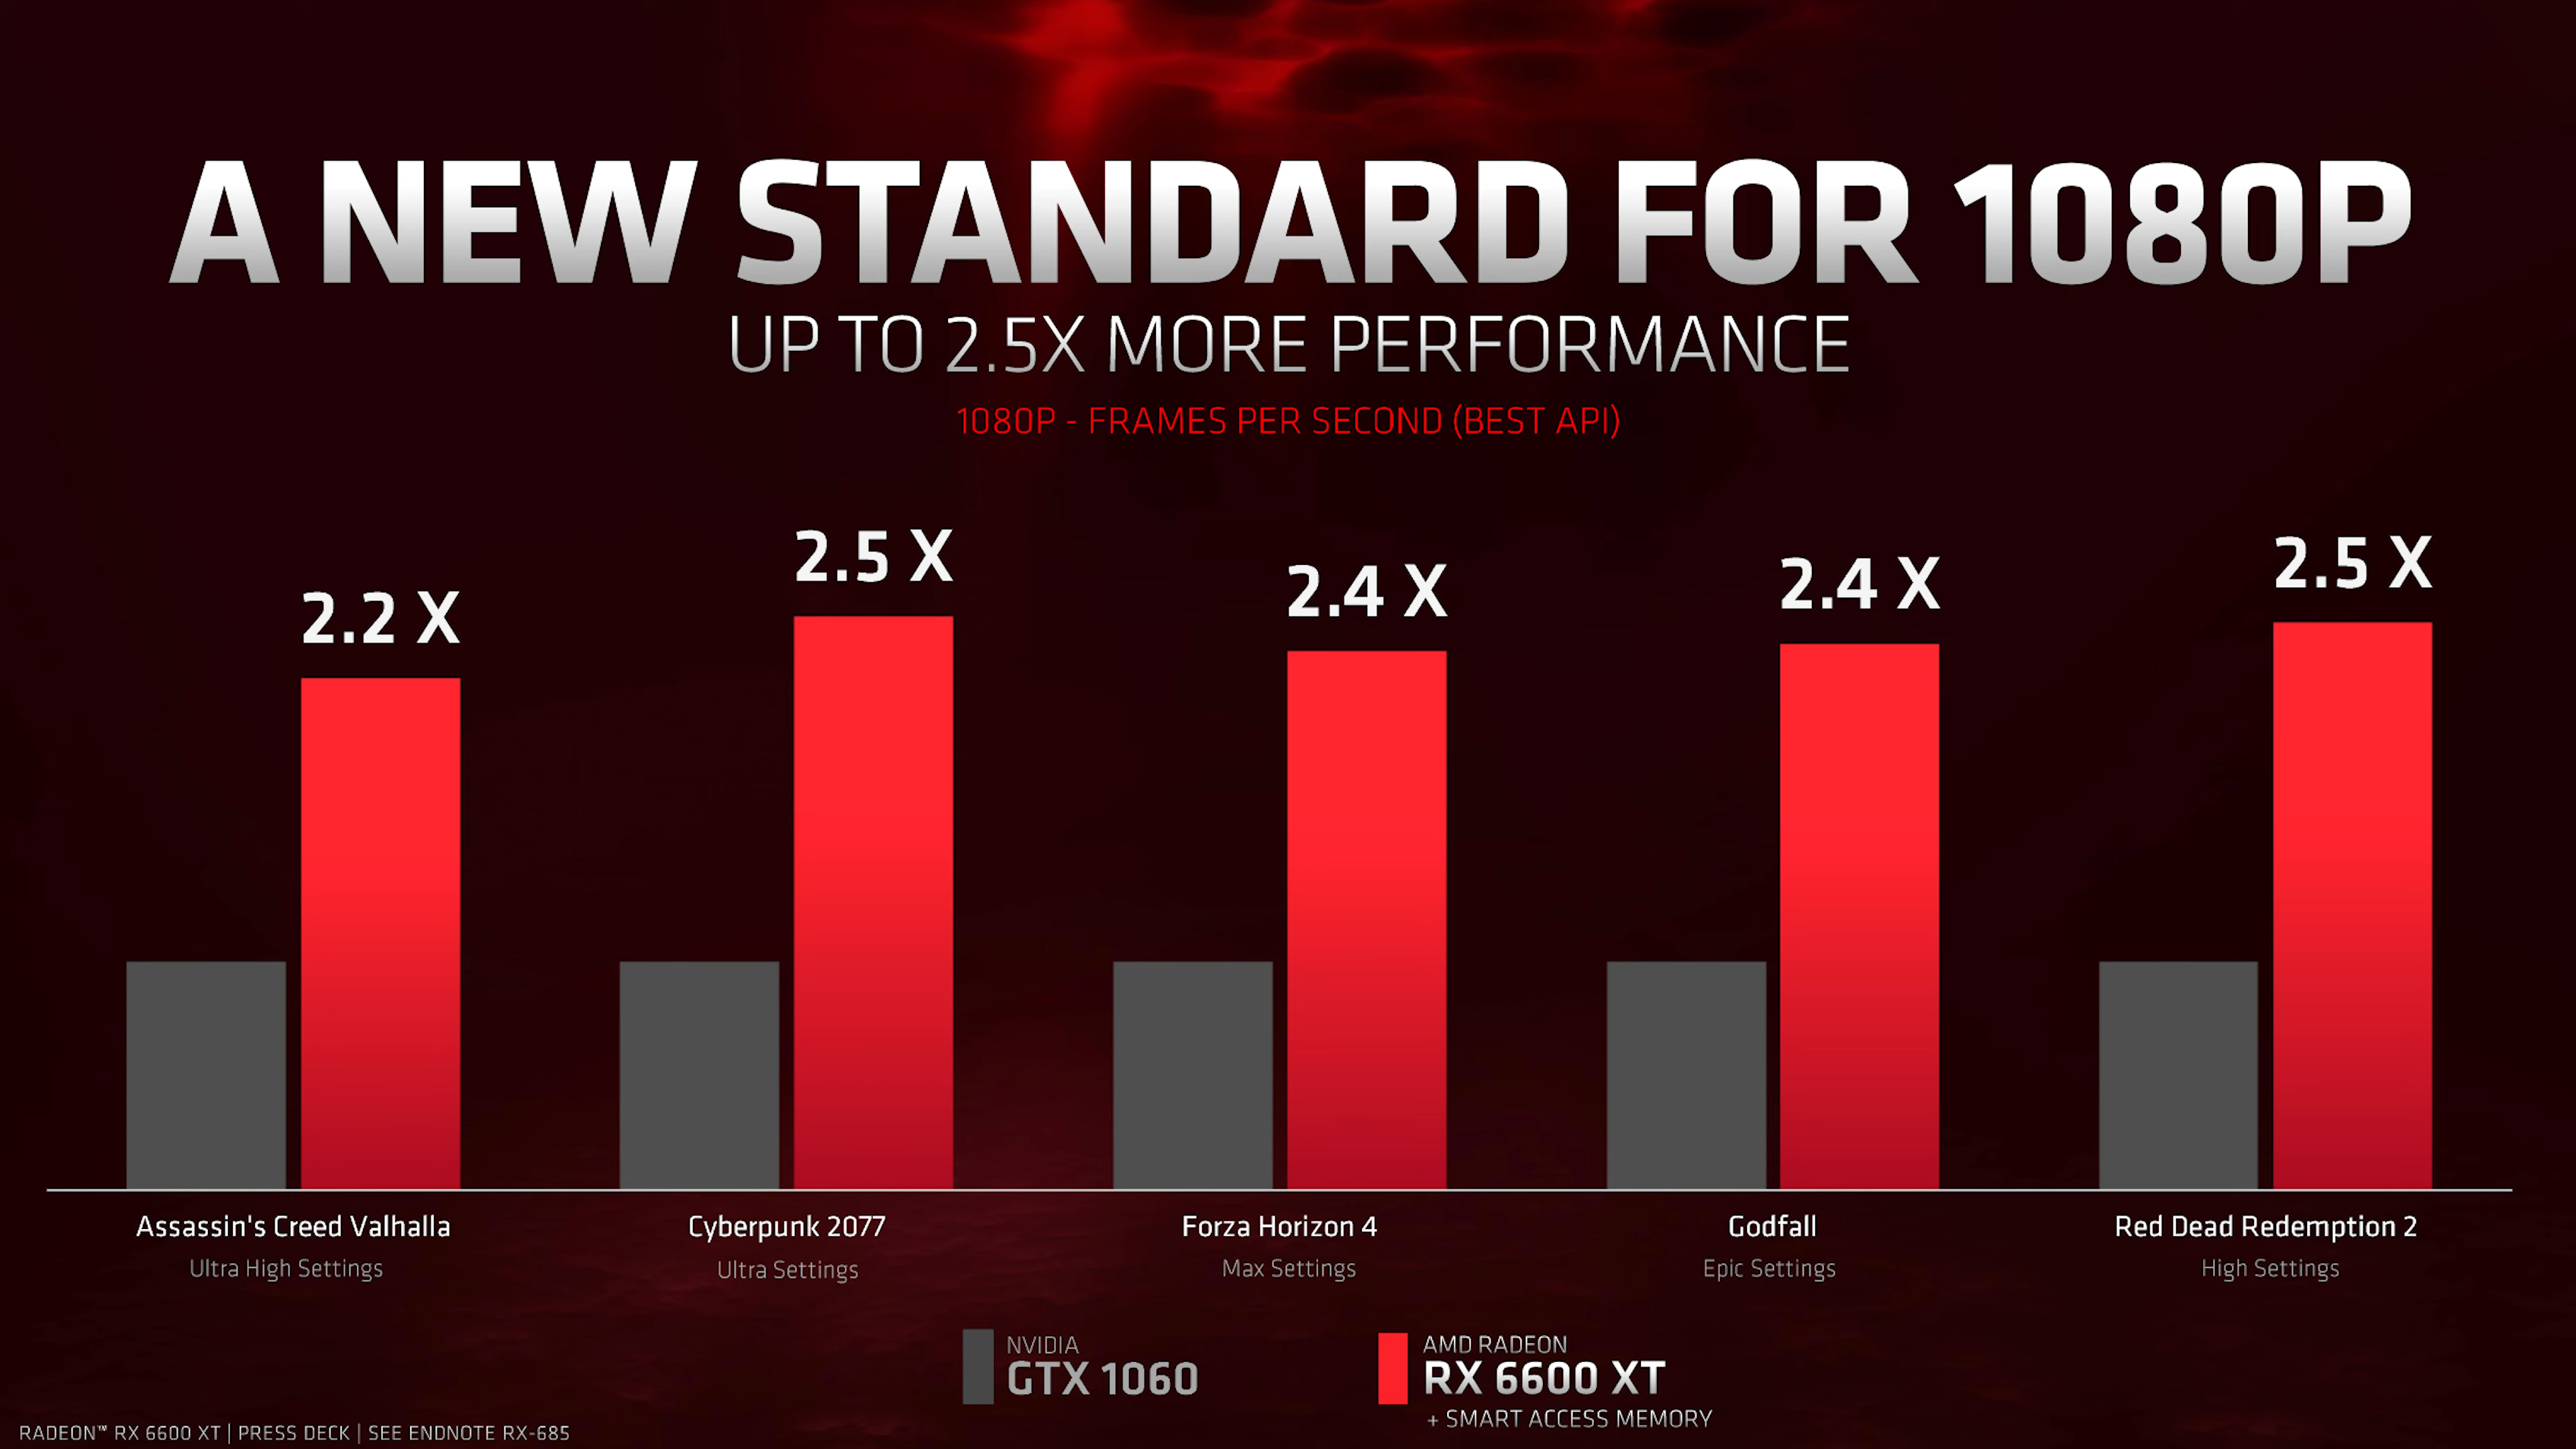 A NEW STANDARD FOR 1080P
UP TO 2.5X MORE PERFORMANCE
1080P - FRAMES PER SECOND (BEST API)
2.2 X
2.5 X
2.4 X
2.4 X
2.5 X
Assassin's Creed Valhalla
Ultra High Settings
Cyberpunk 2077
Ultra Settings
Forza Horizon 4
Max Settings
Godfall
Epic Settings
Red Dead Redemption 2
High Settings
NVIDIA
GTX 1060
AMD RADEON
RX 6600 XT
+ SMART ACCESS MEMORY
RADEON™ RX 6600 XT | PRESS DECK | SEE ENDNOTE RX-685